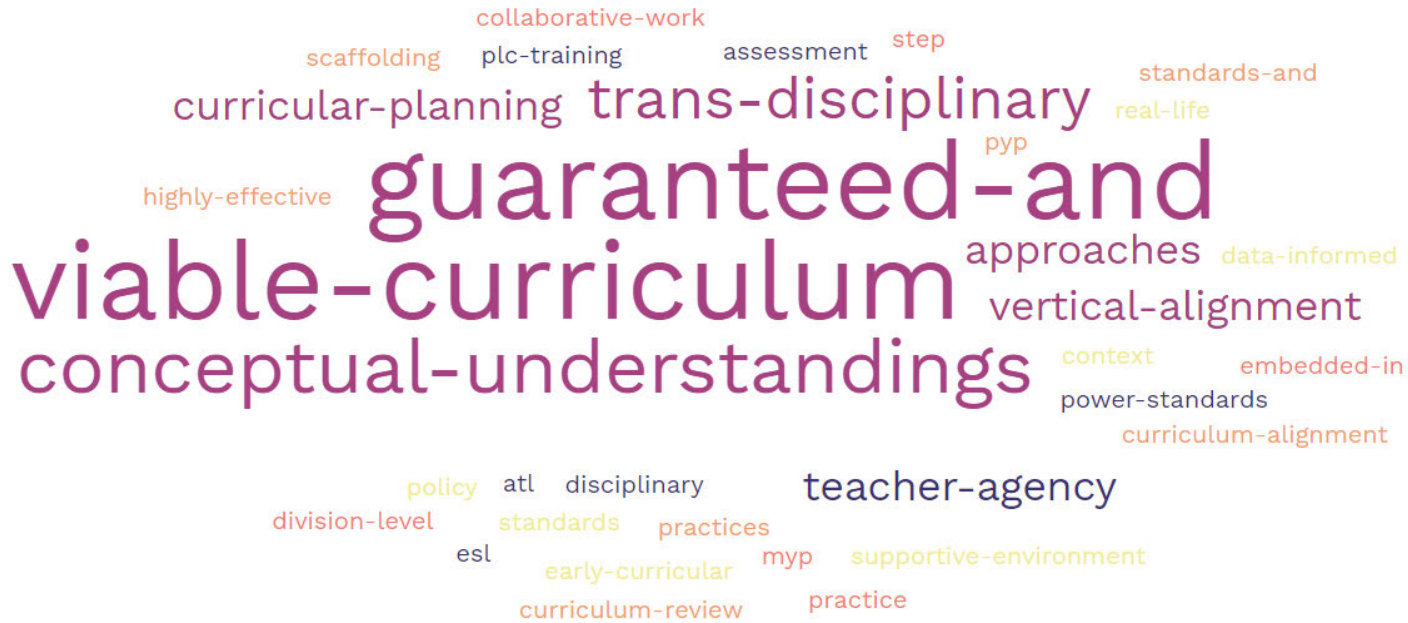 collaborative-work
scaffolding plc-training assessment step
standards-and
curricular-planning trans-disciplinary real-life
pyp
highly-effective guaranteed-and
viable-curriculum approaches data-informed
vertical-alignment
conceptual-understandings context embedded-in
power-standards
curriculum-alignment
policy atl disciplinary teacher-agency
division-level standards practices
esl early-curricular myp supportive-environment
curriculum-review practice